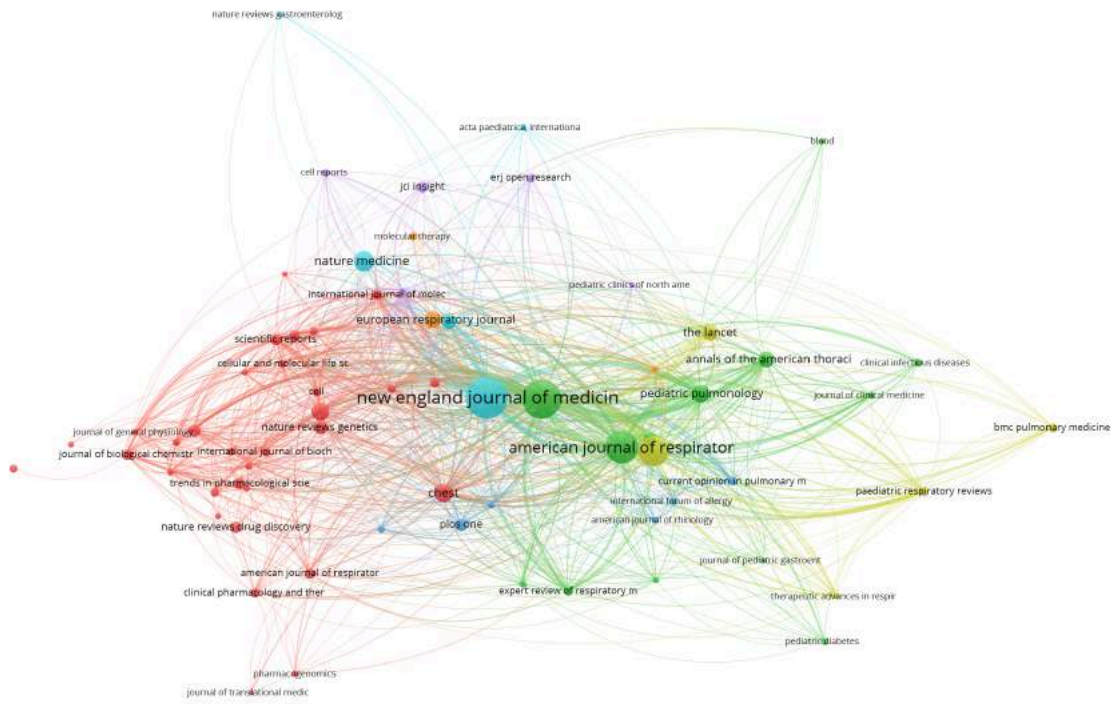 nature reviews gastroenterolog
acta paediatrica, internationa
blood
cell reports
jci insight
erj open research
molecular therapy
nature medicine
pediatric clinics of north ame
international journal of molec
european respiratory journal
the lancet
scientific reports
annals of the american thoraci
cellular and molecular life sc
clinical infectious diseases
cell
new england journal of medicin
pediatric pulmonology
journal of clinical medicine
nature reviews genetics
journal of general physiology
bmc pulmonary medicine
american journal of respirator
journal of biological chemistr
international journal of bioch
trends in pharmacological scie
current opinion in pulmonary m
chest
paediatric respiratory reviews
international forum of allergy
nature reviews drug discovery
plos one
american journal of rhinology
journal of pediatric gastroent
american journal of respirator
clinical pharmacology and ther
expert review of respiratory m
therapeutic advances in respir
pediatric diabetes
pharmacogenomics
journal of translational medic